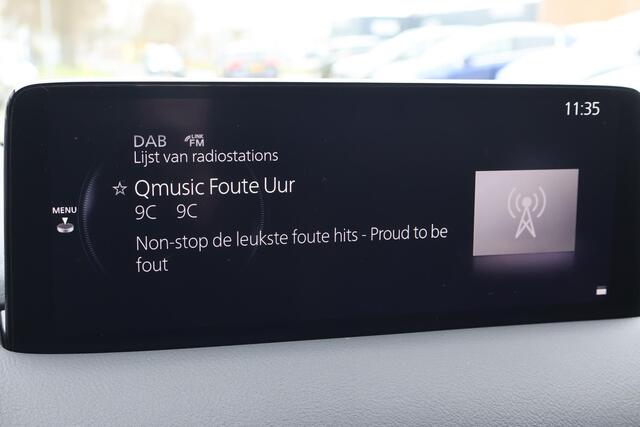 11:35
DAB LINK FM
Lijst van radiostations
☆ Qmusic Foute Uur
MENU
9C 9C
Non-stop de leukste foute hits - Proud to be
fout